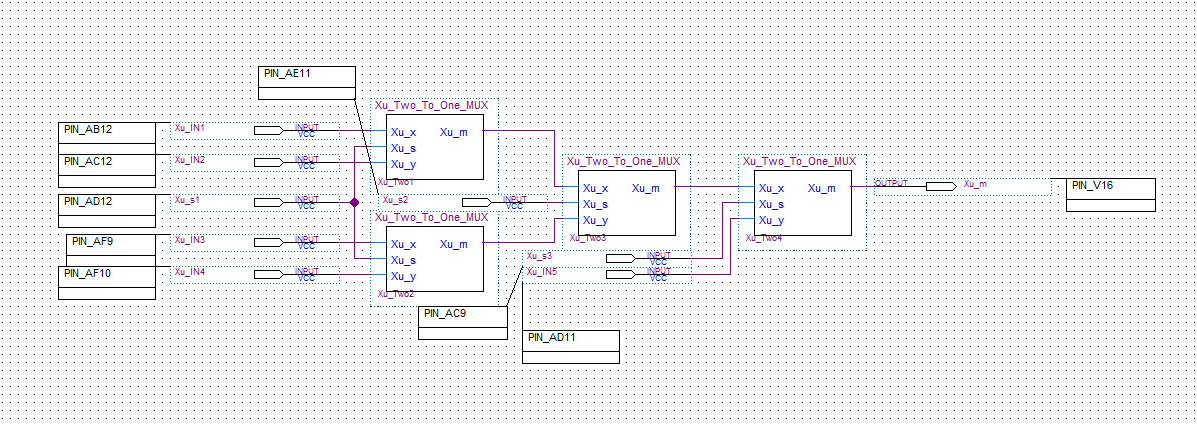 PIN_AE11
Xu_Two_To_One_MUX
PIN_AB12
Xu_IN1
INPUT
VCC
Xu_x
Xu_m
Xu_s
PIN_AC12
Xu_IN2
INPUT
VCC
Xu_y
Xu_Two1
PIN_AD12
Xu_s1
INPUT
VCC
Xu_s2
INPUT
VCC
Xu_Two_To_One_MUX
PIN_AF9
Xu_IN3
INPUT
VCC
Xu_x
Xu_m
Xu_s
PIN_AF10
Xu_IN4
INPUT
VCC
Xu_y
Xu_Two2
Xu_Two_To_One_MUX
Xu_x
Xu_m
Xu_s
Xu_y
Xu_Two3
Xu_Two_To_One_MUX
Xu_x
Xu_m
Xu_s
Xu_y
Xu_Two4
OUTPUT
Xu_m
PIN_V16
Xu_s3
INPUT
VCC
Xu_IN5
INPUT
VCC
PIN_AC9
PIN_AD11